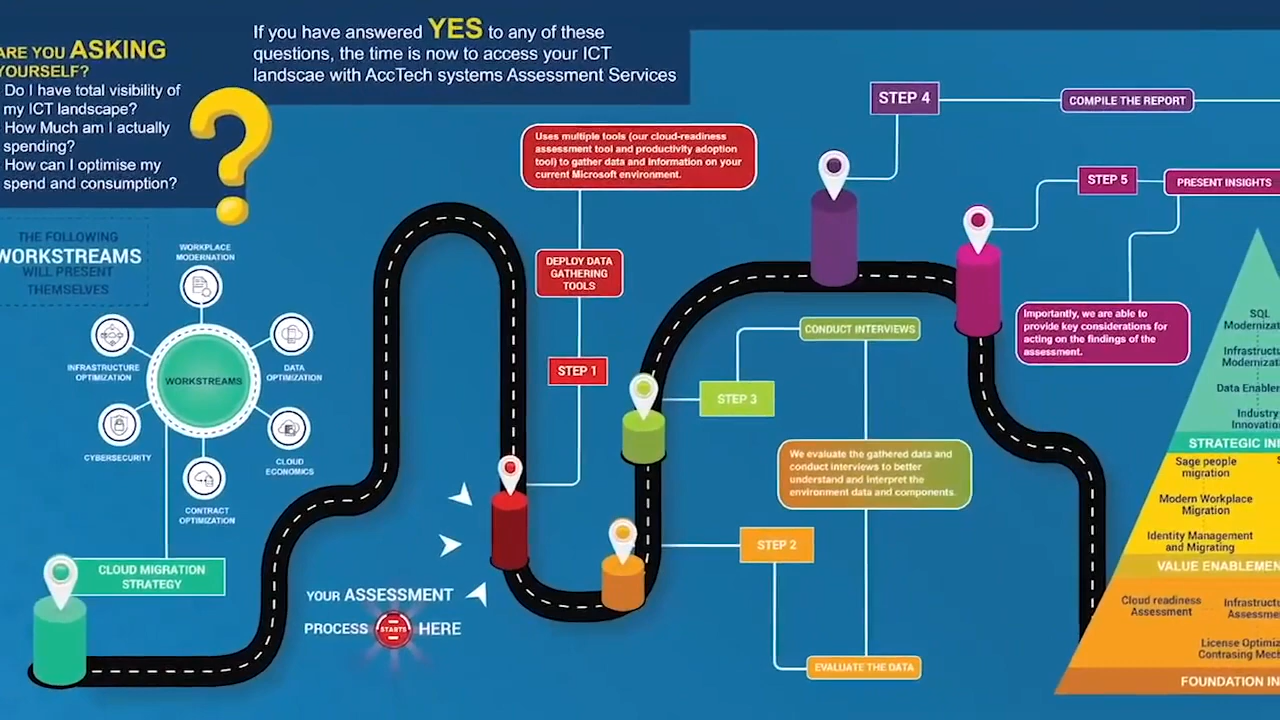 ARE YOU ASKING
YOURSELF?
Do I have total visibility of
my ICT landscape?
How Much am I actually
spending?
How can I optimise my
spend and consumption?
If you have answered YES to any of these
questions, the time is now to access your ICT
landscae with AccTech systems Assessment Services
THE FOLLOWING
WORKSTREAMS
WILL PRESENT
THEMSELVES
WORKPLACE
MODERNATION
INFRASTRUCTURE
OPTIMIZATION
DATA
OPTIMIZATION
WORKSTREAMS
CYBERSECURITY
CLOUD
ECONOMICS
CONTRACT
OPTIMIZATION
CLOUD MIGRATION
STRATEGY
YOUR ASSESSMENT
PROCESS STARTS HERE
Uses multiple tools (our cloud-readiness
assessment tool and productivity adoption
tool) to gather data and information on your
current Microsoft environment.
DEPLOY DATA
GATHERING
TOOLS
STEP 1
STEP 2
EVALUATE THE DATA
STEP 3
CONDUCT INTERVIEWS
We evaluate the gathered data and
conduct interviews to better
understand and interpret the
environment data and components.
STEP 4
COMPILE THE REPORT
STEP 5
PRESENT INSIGHTS
Importantly, we are able to
provide key considerations for
acting on the findings of the
assessment.
SQL
Infrastructu
Modernizat
Data Enabler
Industry
Innovatio
STRATEGIC IN
Sage people
migration
Modern Workplace
Migration
Identity Management
and Migrating
VALUE ENABLEMEN
Cloud readiness
Assessment
Infrastructu
Assessme
License Optimiz
Contrasing Mech
FOUNDATION IN